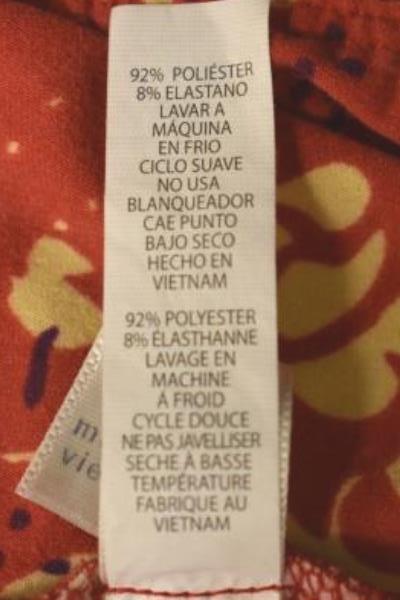 92% POLIÉSTER
8% ELASTANO
LAVAR A
MÁQUINA
EN FRIO
CICLO SUAVE
NO USA
BLANQUEADOR
CAE PUNTO
BAJO SECO
HECHO EN
VIETNAM
92% POLYESTER
8% ÉLASTHANNE
LAVAGE EN
MACHINE
À FROID
CYCLE DOUCE
NE PAS JAVELLISER
SECHE À BASSE
TEMPÉRATURE
FABRIQUE AU
VIETNAM